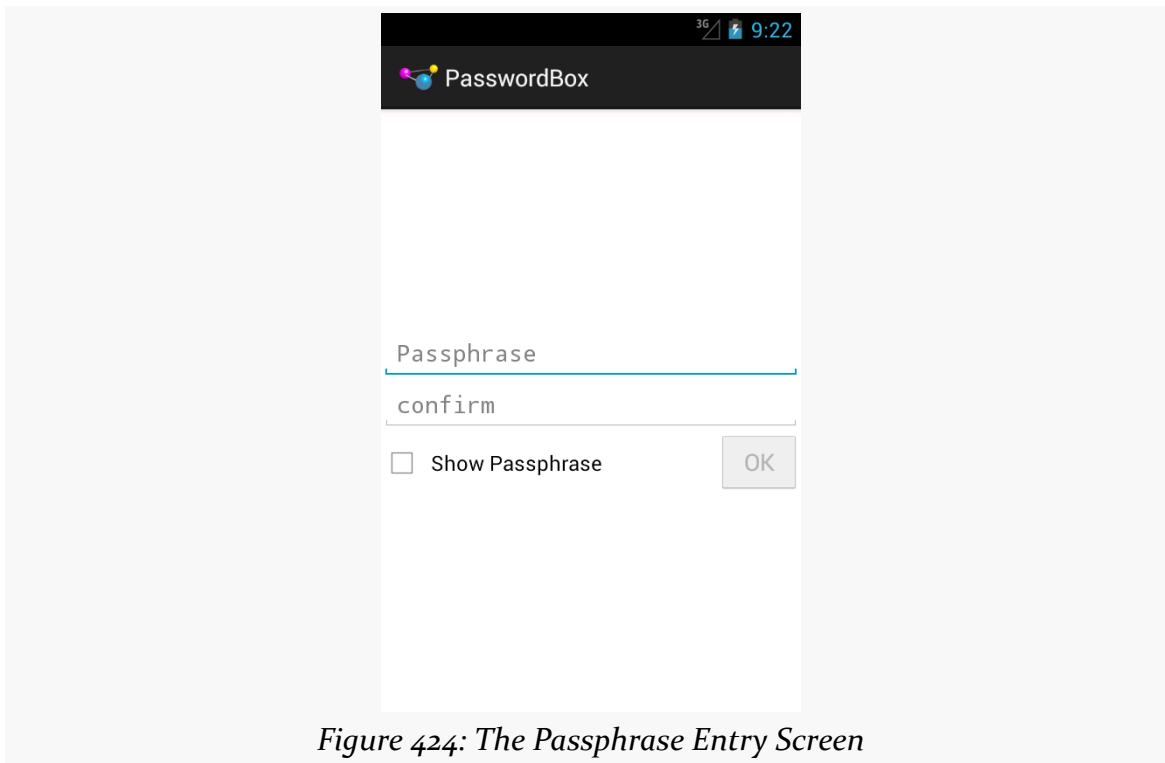 3G 9:22
PasswordBox
Passphrase
confirm
Show Passphrase OK
Figure 424: The Passphrase Entry Screen